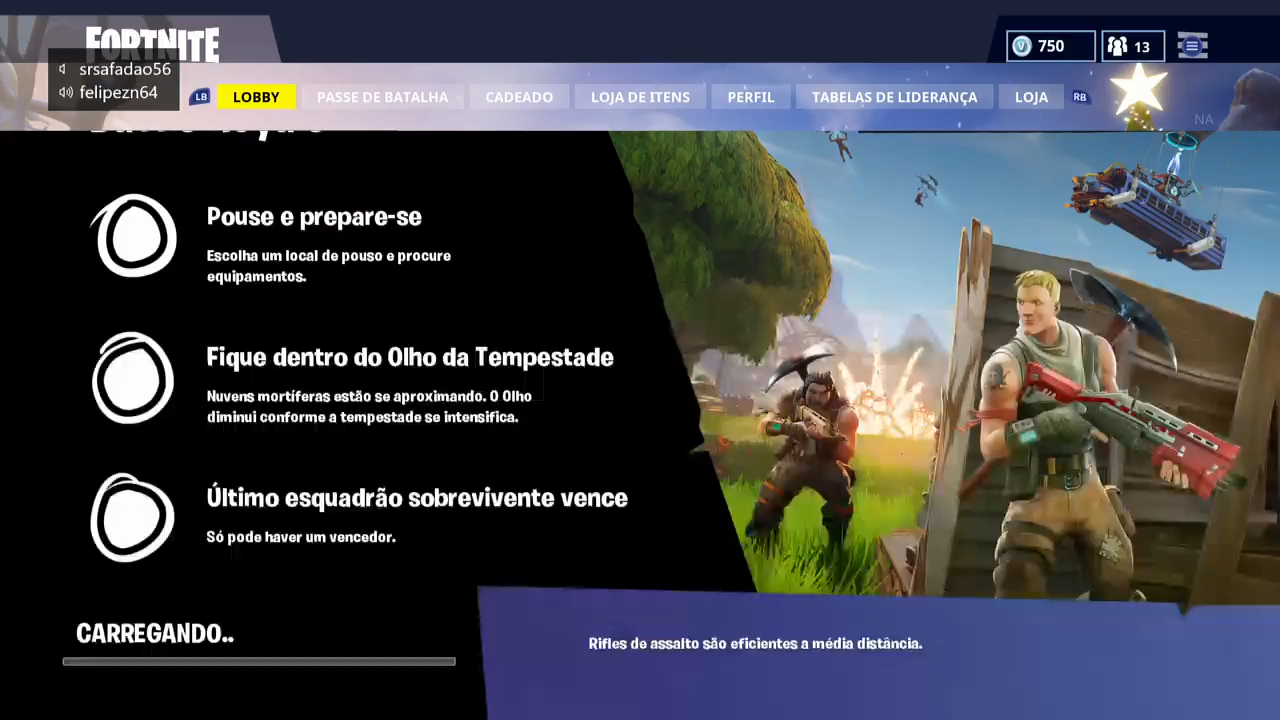 FORTNITE
750
13
srsafadao56
felipezn64
LB
LOBBY
PASSE DE BATALHA
CADEADO
LOJA DE ITENS
PERFIL
TABELAS DE LIDERANÇA
LOJA
RB
NA
Pouse e prepare-se
Escolha um local de pouso e procure
equipamentos.
Fique dentro do Olho da Tempestade
Nuvens mortíferas estão se aproximando. O Olho
diminui conforme a tempestade se intensifica.
Último esquadrão sobrevivente vence
Só pode haver um vencedor.
CARREGANDO..
Rifles de assalto são eficientes a média distância.